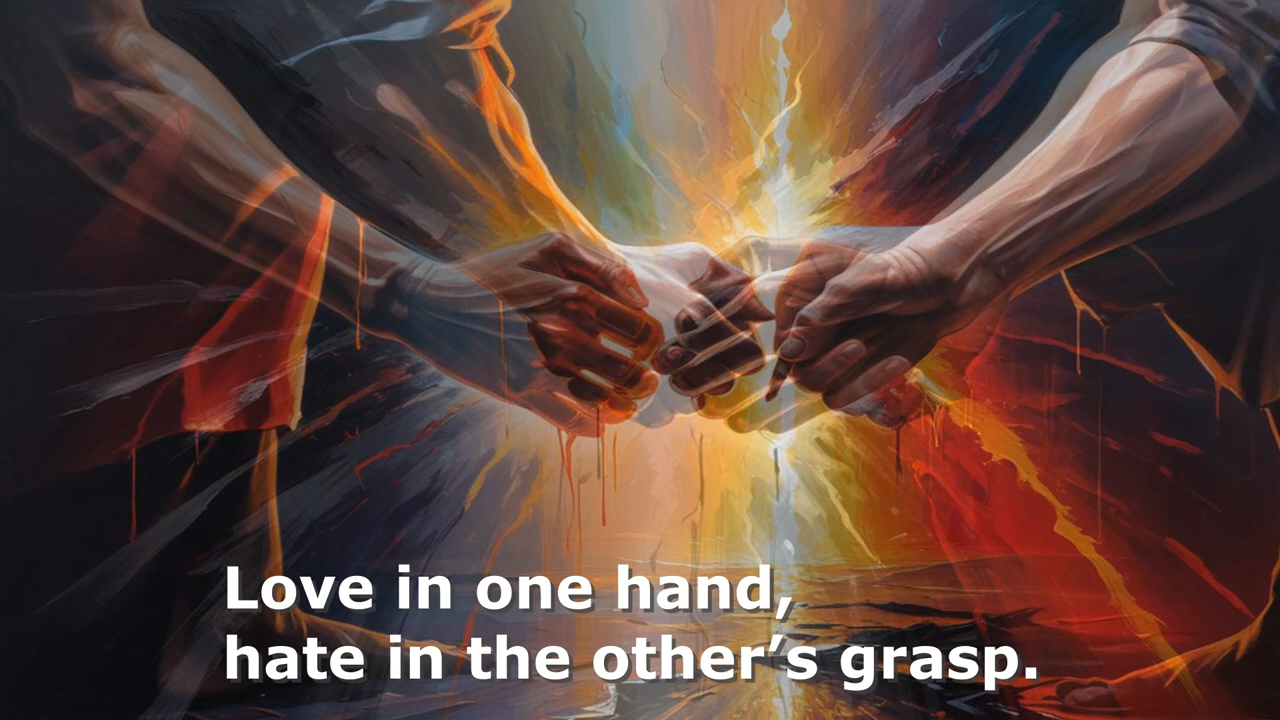 Love in one hand,
hate in the other’s grasp.